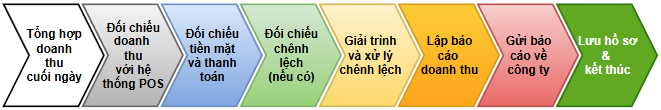 Tổng hợp
doanh
thu
cuối ngày
Đối chiếu
doanh
thu
với hệ
thống POS
Đối chiếu
tiền mặt
và thanh
toán
Đối chiếu
chênh
lệch
(nếu có)
Giải trình
và xử lý
chênh lệch
Lập báo
cáo
doanh thu
Gửi báo
cáo về
công ty
Lưu hồ sơ
&
kết thúc